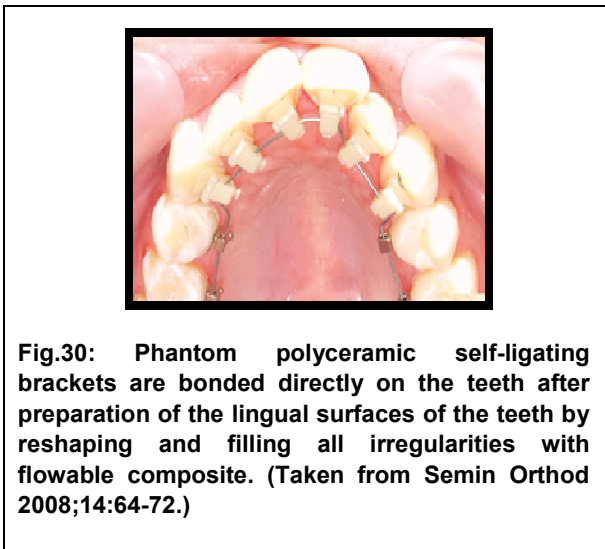 Fig.30: Phantom polyceramic self-ligating
brackets are bonded directly on the teeth after
preparation of the lingual surfaces of the teeth by
reshaping and filling all irregularities with
flowable composite. (Taken from Semin Orthod
2008;14:64-72.)